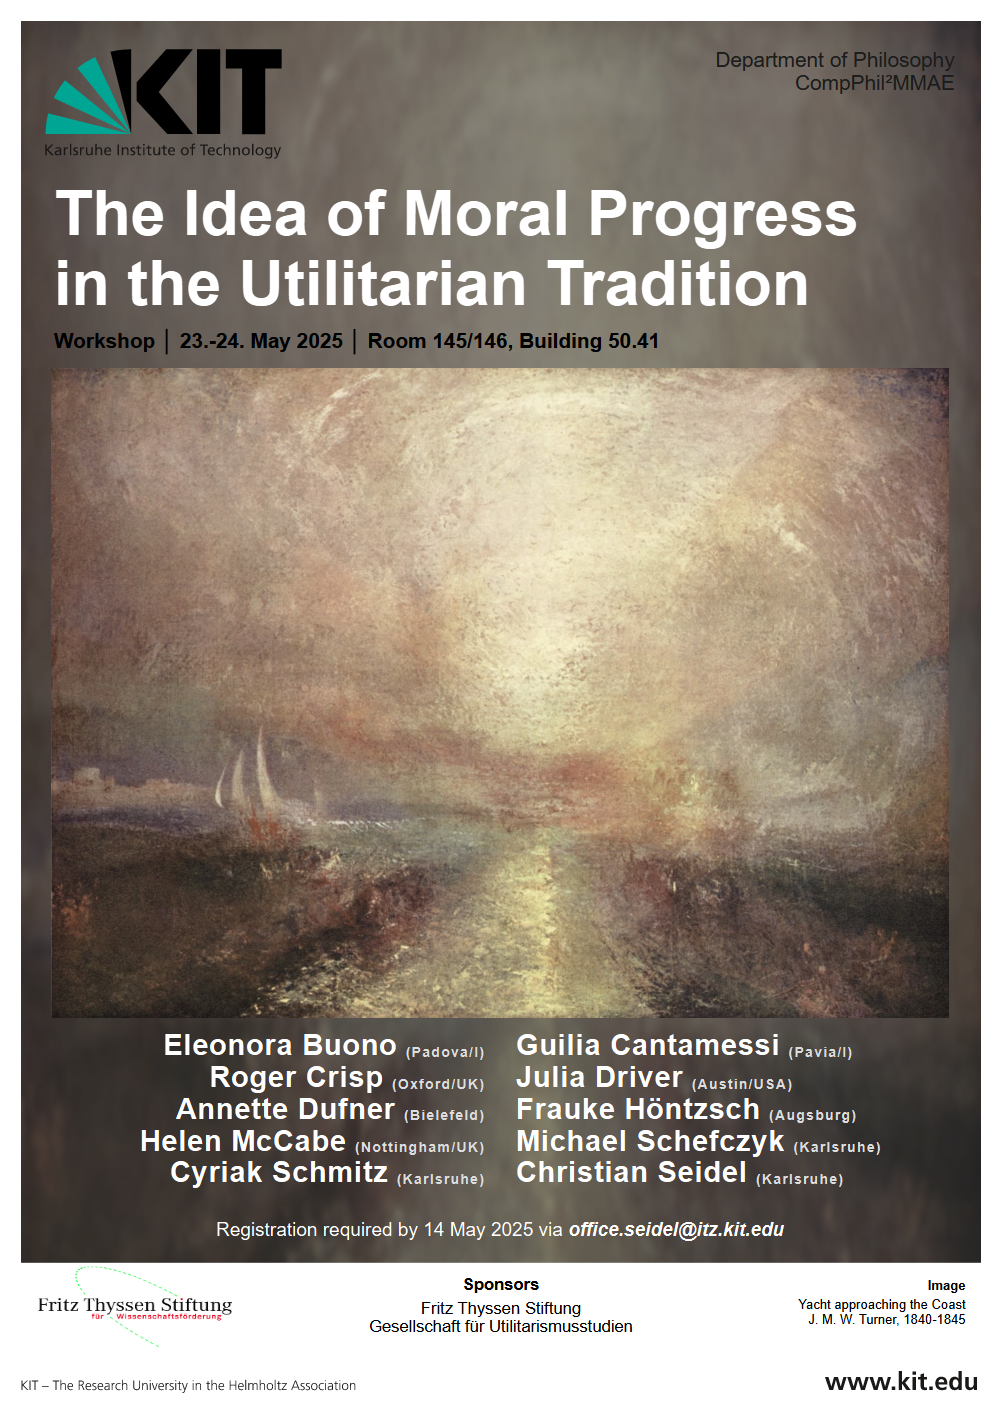 KIT
Karlsruhe Institute of Technology
Department of Philosophy
CompPhil²MMAE
The Idea of Moral Progress
in the Utilitarian Tradition
Workshop | 23.-24. May 2025 | Room 145/146, Building 50.41
Eleonora Buono (Padova/I)
Roger Crisp (Oxford/UK)
Annette Dufner (Bielefeld)
Helen McCabe (Nottingham/UK)
Cyriak Schmitz (Karlsruhe)
Guilia Cantamessi (Pavia/I)
Julia Driver (Austin/USA)
Frauke Höntzsch (Augsburg)
Michael Schefczyk (Karlsruhe)
Christian Seidel (Karlsruhe)
Registration required by 14 May 2025 via office.seidel@itz.kit.edu
Fritz Thyssen Stiftung
für Wissenschaftsförderung
Sponsors
Fritz Thyssen Stiftung
Gesellschaft für Utilitarismusstudien
Image
Yacht approaching the Coast
J. M. W. Turner, 1840-1845
KIT – The Research University in the Helmholtz Association
www.kit.edu